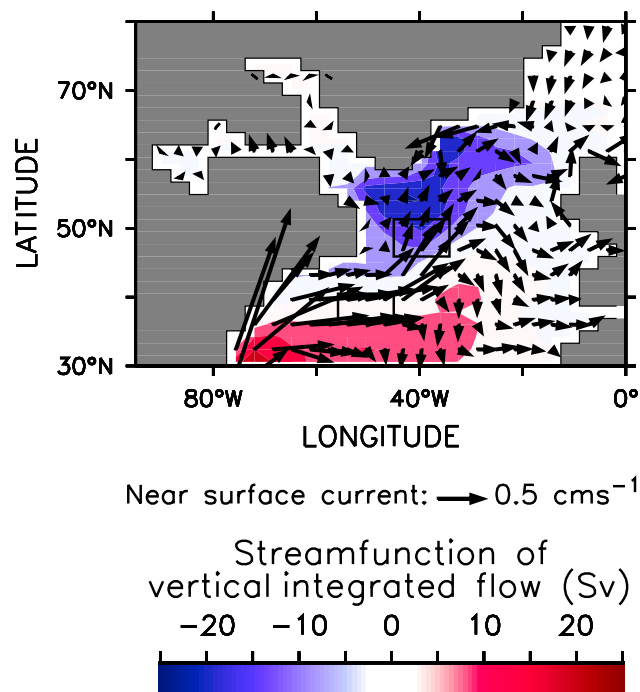 70°N
50°N
30°N
LATITUDE
80°W 40°W 0°
LONGITUDE
Near surface current: 0.5 cms⁻¹
Streamfunction of
vertical integrated flow (Sv)
−20 −10 0 10 20